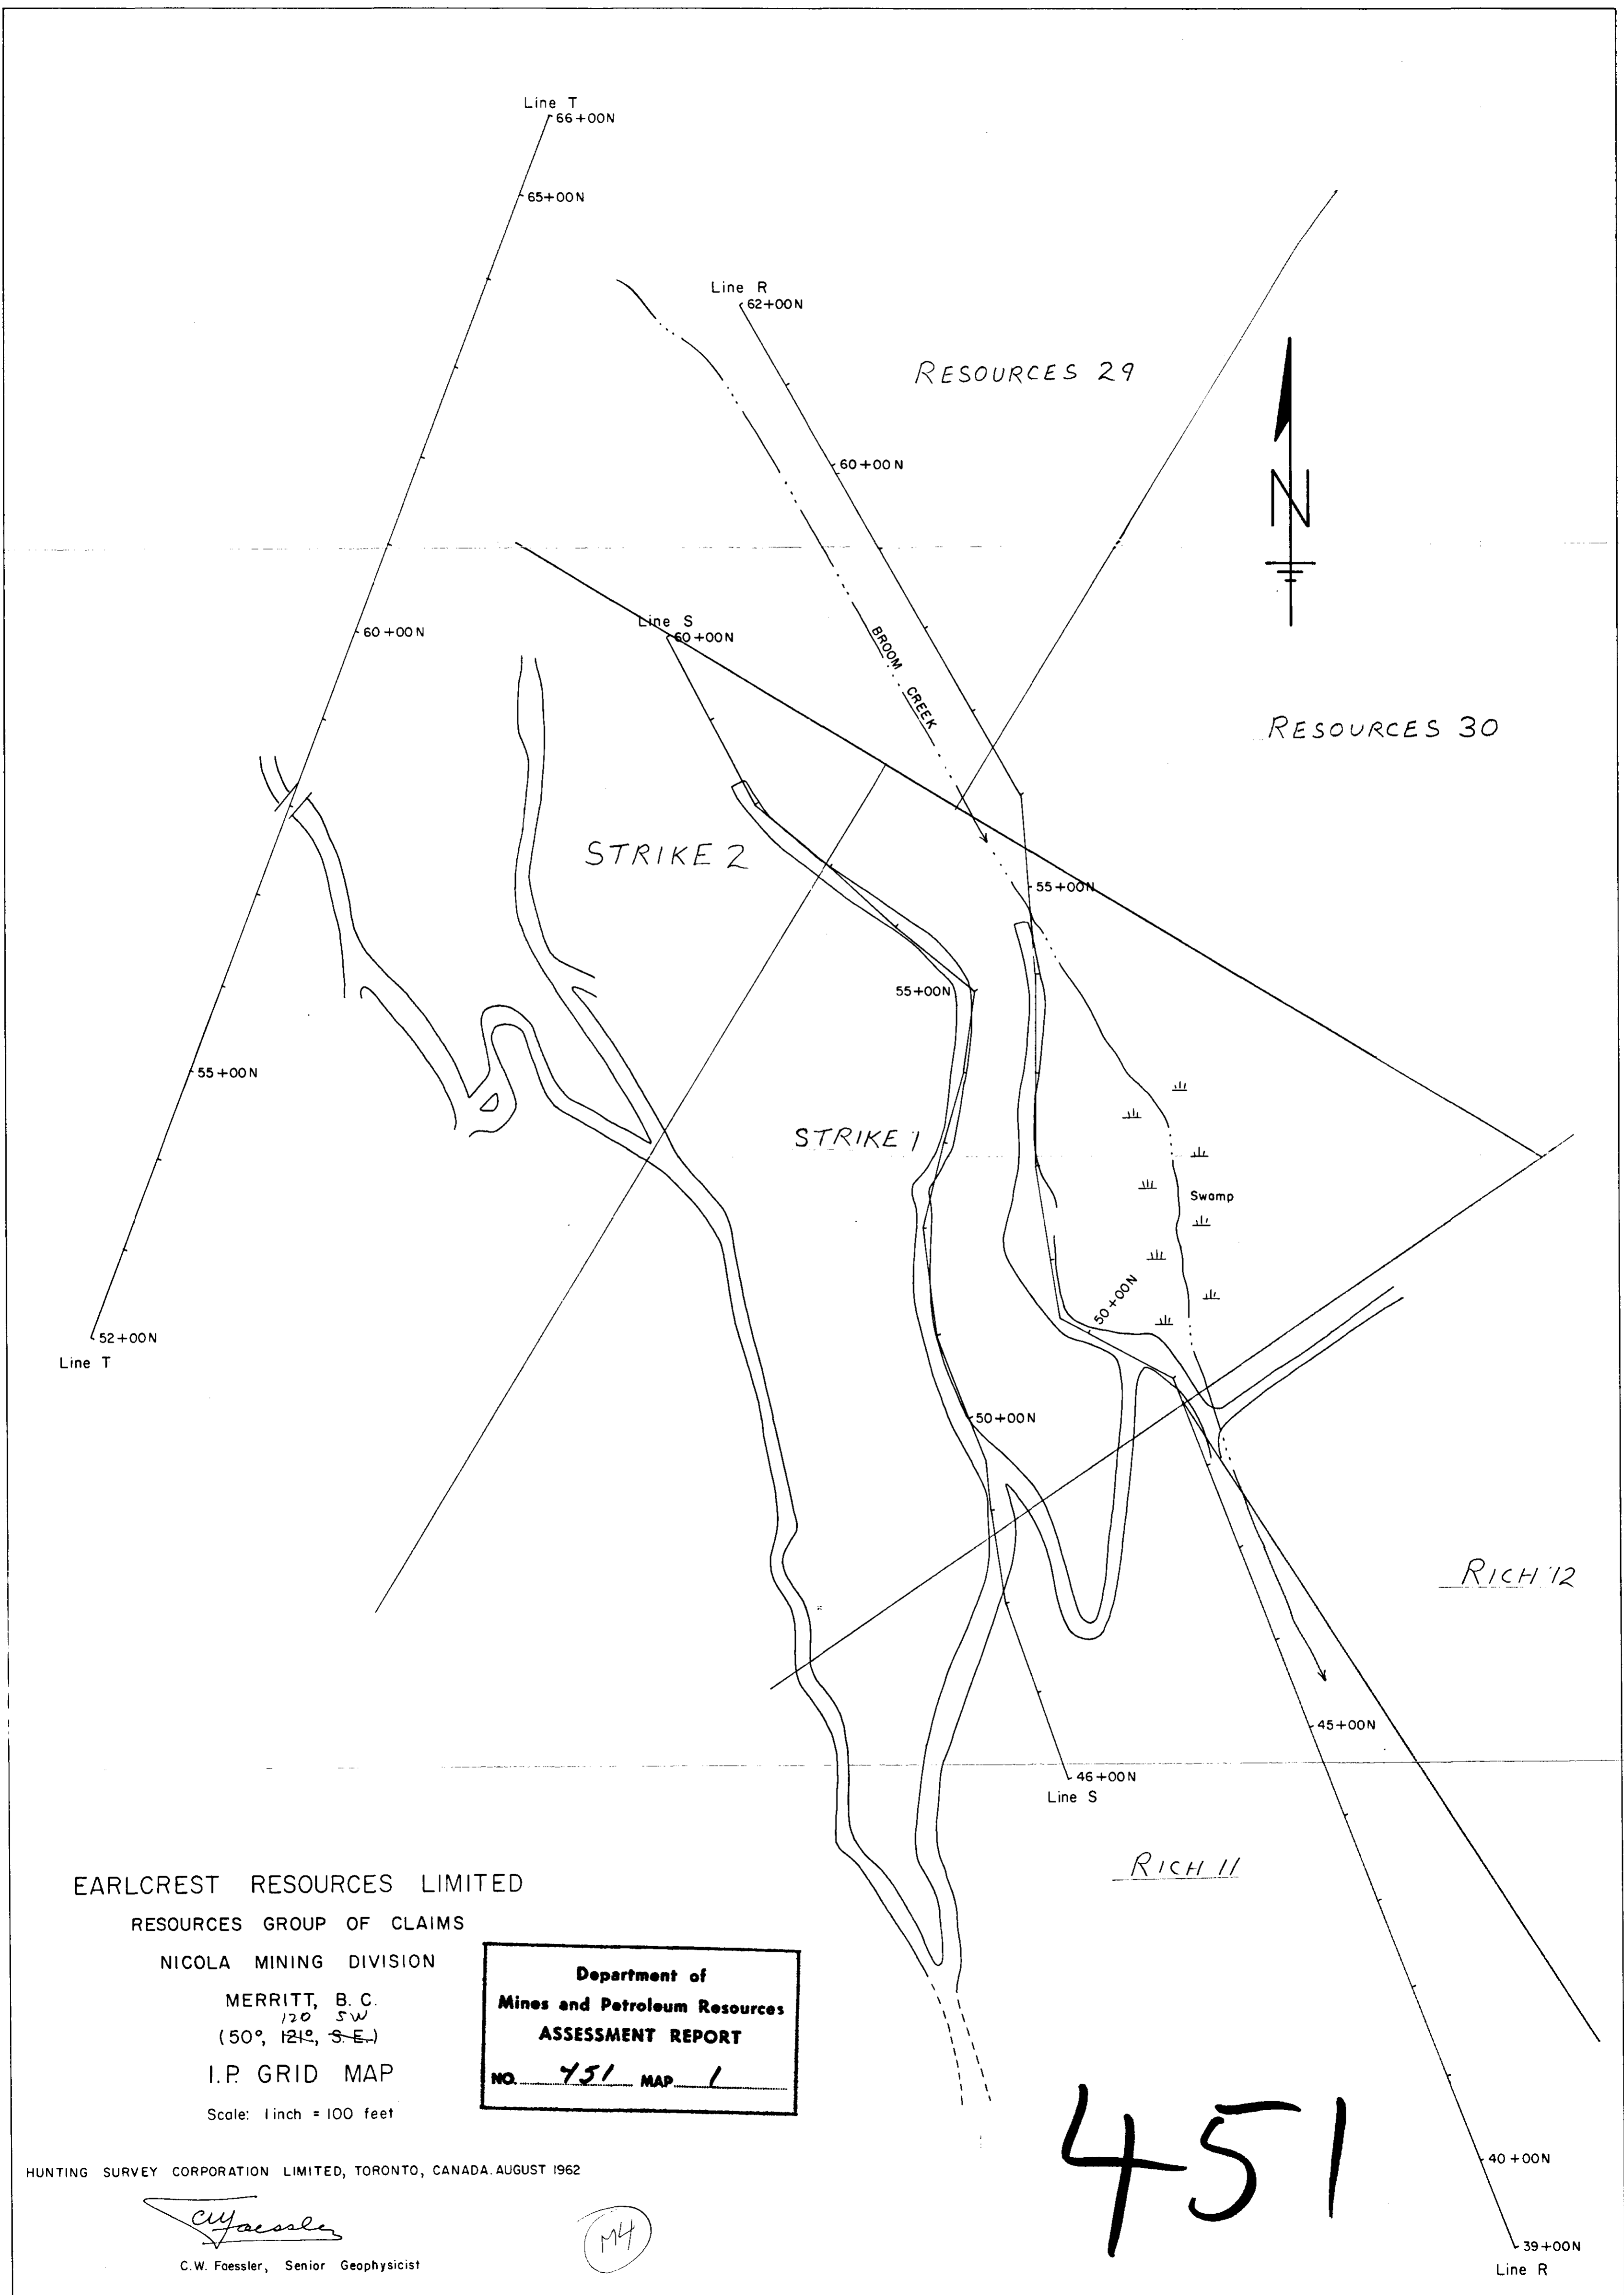 Line T
66+00N
65+00N
Line R
62+00N
RESOURCES 29
60+00N
N
Line S
60+00N
60+00N
BROOM CREEK
RESOURCES 30
STRIKE 2
55+00N
55+00N
55+00N
STRIKE 1
Swamp
50+00N
52+00N
Line T
50+00N
RICH 12
45+00N
46+00N
Line S
RICH 11
EARLCREST RESOURCES LIMITED
RESOURCES GROUP OF CLAIMS
NICOLA MINING DIVISION
MERRITT, B. C.
120 SW
(50°, 121°, S.E.)
I.P. GRID MAP
Scale: 1 inch = 100 feet
Department of
Mines and Petroleum Resources
ASSESSMENT REPORT
NO. 451 MAP 1
451
40+00N
39+00N
Line R
HUNTING SURVEY CORPORATION LIMITED, TORONTO, CANADA. AUGUST 1962
CWFaessler
C.W. Faessler, Senior Geophysicist
M4